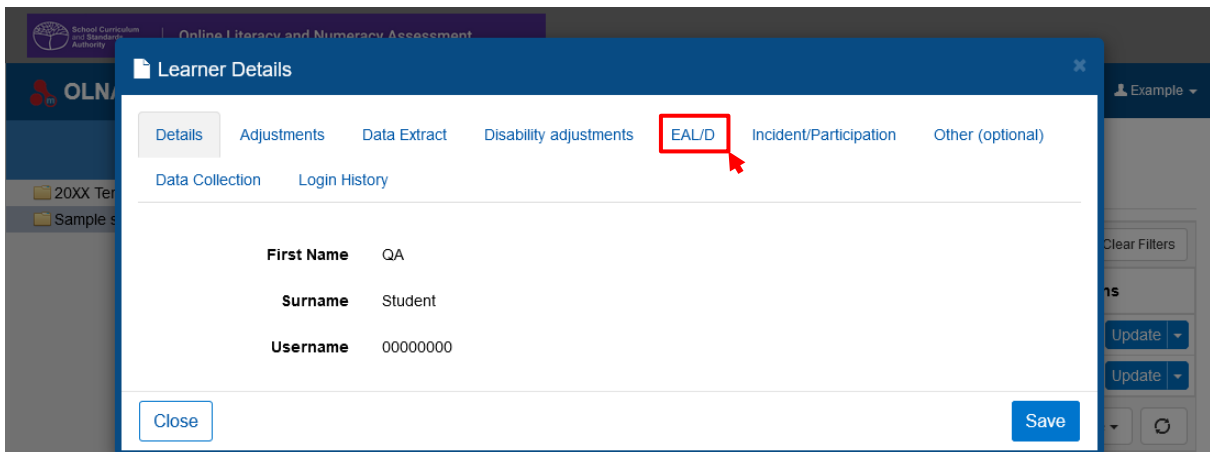 School Curriculum
and Standards
Authority
Online Literacy and Numeracy Assessment
OLNA
Learner Details
×
Example
Details Adjustments Data Extract Disability adjustments EAL/D Incident/Participation Other (optional)
Data Collection Login History
20XX Ter
Sample s
First Name QA
Clear Filters
Surname Student
ns
Username 00000000
Update
Update
Close Save